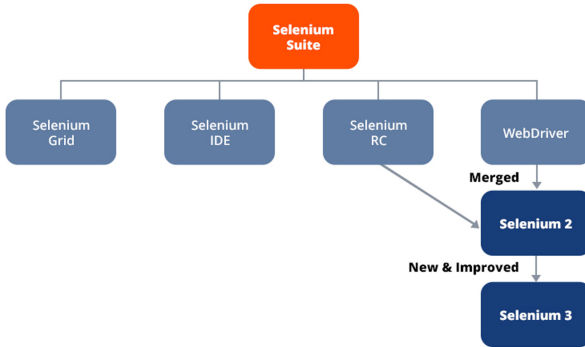 Selenium
Suite
Selenium
Grid
Selenium
IDE
Selenium
RC
WebDriver
Merged
Selenium 2
New & Improved
Selenium 3